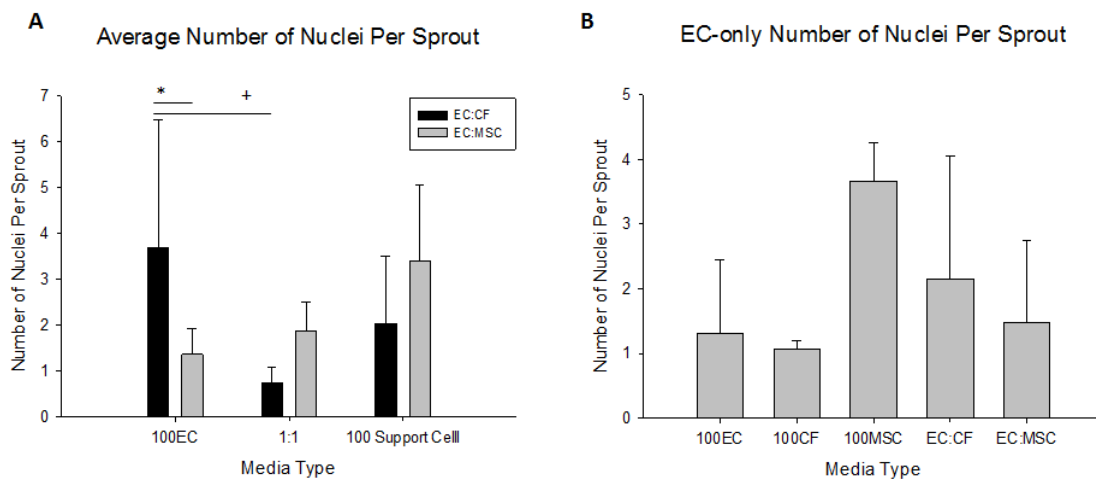 A
Average Number of Nuclei Per Sprout
Number of Nuclei Per Sprout
7
6
5
4
3
2
1
0
*
+
EC:CF
EC:MSC
100EC
1:1
100 Support Celll
Media Type
B
EC-only Number of Nuclei Per Sprout
Number of Nuclei Per Sprout
5
4
3
2
1
0
100EC
100CF
100MSC
EC:CF
EC:MSC
Media Type